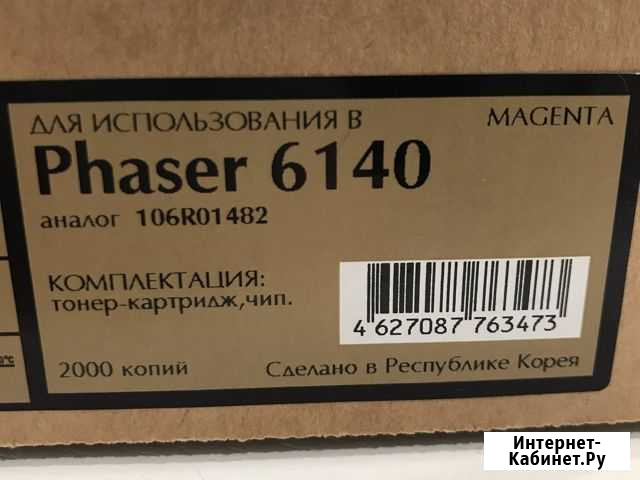 ДЛЯ ИСПОЛЬЗОВАНИЯ В MAGENTA
Phaser 6140
аналог 106R01482
КОМПЛЕКТАЦИЯ:
тонер-картридж,чип.
4 627087 763473
2000 копий Сделано в Республике Корея
Интернет-
Кабинет.Ру